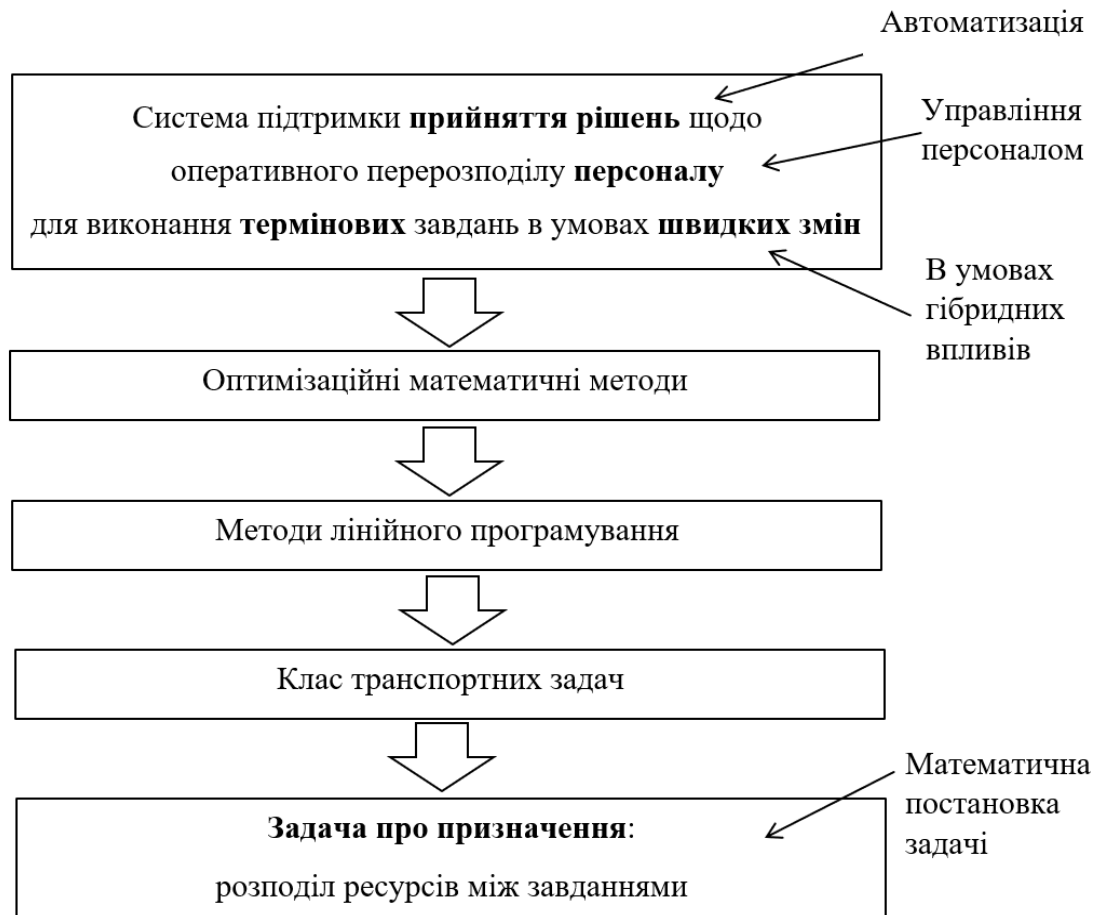 Автоматизація
Система підтримки прийняття рішень щодо
оперативного перерозподілу персоналу
для виконання термінових завдань в умовах швидких змін
Управління
персоналом
В умовах
гібридних
впливів
Оптимізаційні математичні методи
Методи лінійного програмування
Клас транспортних задач
Задача про призначення:
розподіл ресурсів між завданнями
Математична
постановка
задачі